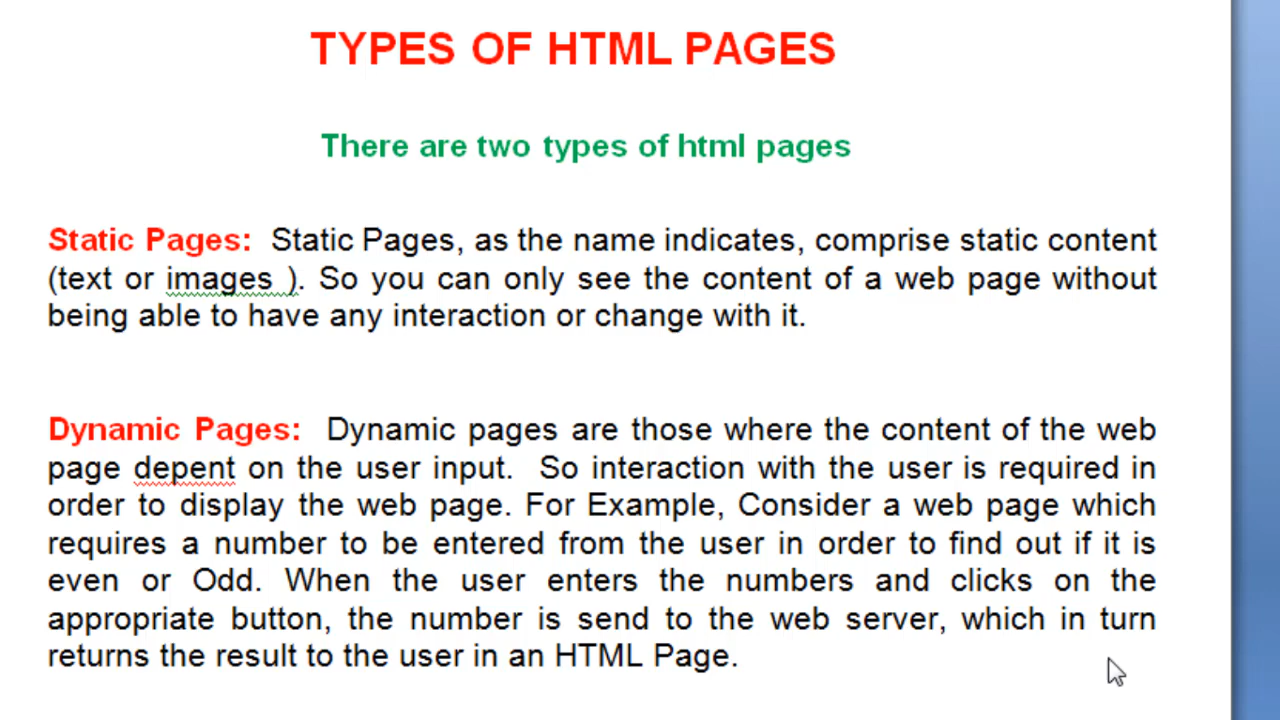 TYPES OF HTML PAGES
There are two types of html pages
Static Pages: Static Pages, as the name indicates, comprise static content
(text or images ). So you can only see the content of a web page without
being able to have any interaction or change with it.
Dynamic Pages: Dynamic pages are those where the content of the web
page depent on the user input. So interaction with the user is required in
order to display the web page. For Example, Consider a web page which
requires a number to be entered from the user in order to find out if it is
even or Odd. When the user enters the numbers and clicks on the
appropriate button, the number is send to the web server, which in turn
returns the result to the user in an HTML Page.